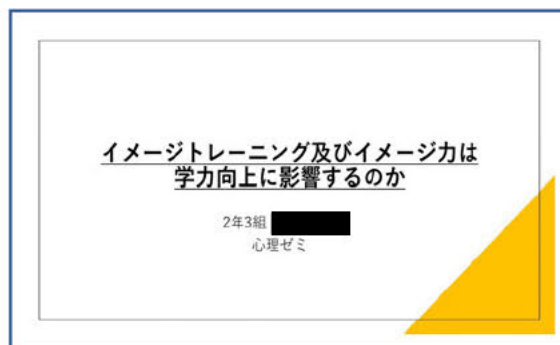 イメージトレーニング及びイメージ力は
学力向上に影響するのか
2年3組
心理ゼミ